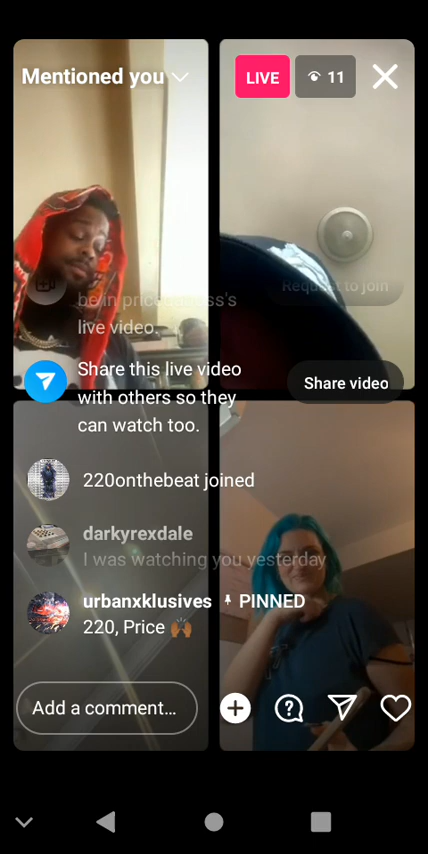 Mentioned you
LIVE
11
Request to join
live video.
Share this live video
with others so they
can watch too.
Share video
220onthebeat joined
darkyrexdale
I was watching you yesterday
urbanxklusives PINNED
220, Price 🙌🏾
Add a comment...